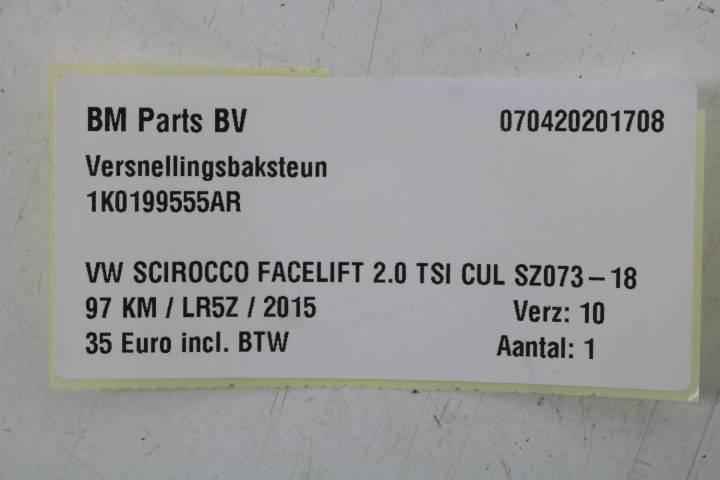 BM Parts BV 070420201708
Versnellingsbaksteun
1K0199555AR
VW SCIROCCO FACELIFT 2.0 TSI CUL SZ073-18
97 KM / LR5Z / 2015 Verz: 10
35 Euro incl. BTW Aantal: 1